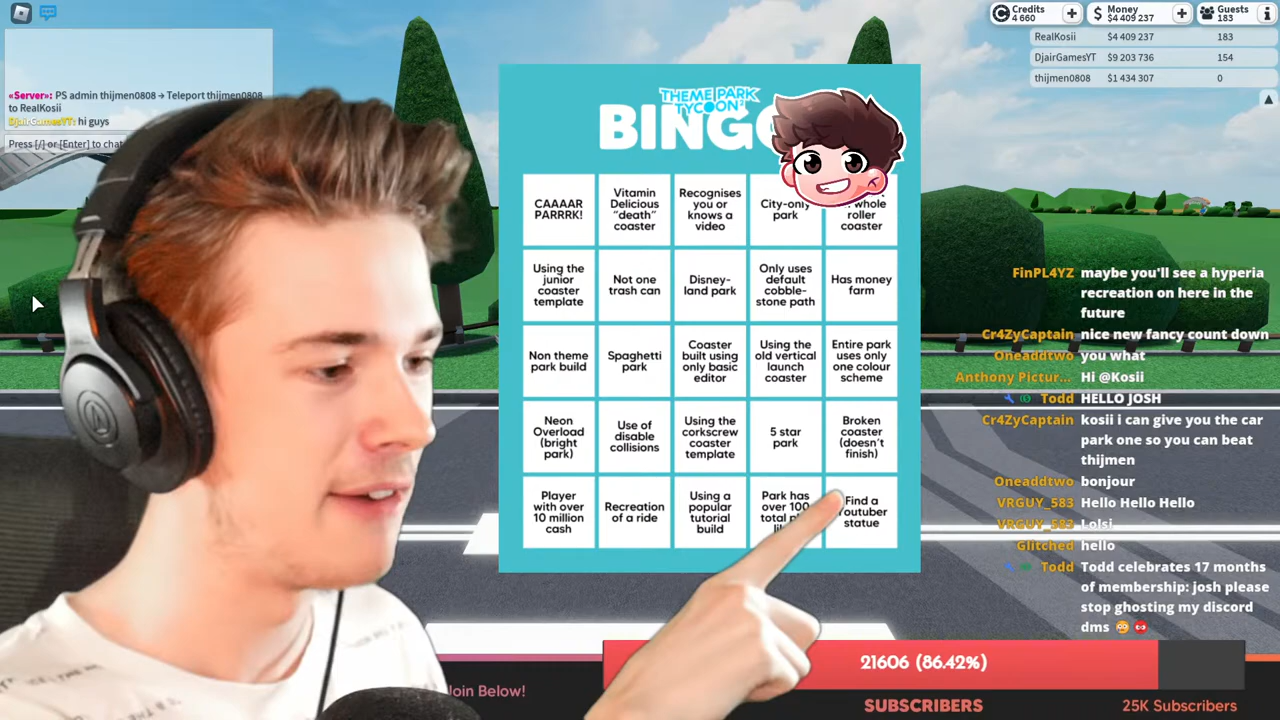 Credits
4 660
Money
$4 409 237
Guests
183
RealKosii $4 409 237 183
DjairGamesYT $9 203 736 154
thijmen0808 $1 434 307 0
«Server»: PS admin thijmen0808 → Teleport thijmen0808
to RealKosii
DjairGamesYT: hi guys
Press [/] or [Enter] to chat
THEME PARK
TYCOON 2
BINGO
CAAAAR
PARRRK!
Vitamin
Delicious
"death"
coaster
Recognises
you or
knows a
video
City-only
park
whole
roller
coaster
Using the
junior
coaster
template
Not one
trash can
Disney-
land park
Only uses
default
cobble-
stone path
Has money
farm
Non theme
park build
Spaghetti
park
Coaster
built using
only basic
editor
Using the
old vertical
launch
coaster
Entire park
uses only
one colour
scheme
Neon
Overload
(bright
park)
Use of
disable
collisions
Using the
corkscrew
coaster
template
5 star
park
Broken
coaster
(doesn't
finish)
Player
with over
10 million
cash
Recreation
of a ride
Using a
popular
tutorial
build
Park has
over 100
total
Find a
Youtuber
statue
FinPL4YZ maybe you'll see a hyperia
recreation on here in the
future
Cr4ZyCaptain nice new fancy count down
Oneaddtwo you what
Anthony Pictur... Hi @Kosii
Todd HELLO JOSH
Cr4ZyCaptain kosii i can give you the car
park one so you can beat
thijmen
Oneaddtwo bonjour
VRGUY_583 Hello Hello Hello
VRGUY_583 Lolsi
Glitched hello
Todd Todd celebrates 17 months
of membership: josh please
stop ghosting my discord
dms
21606 (86.42%)
Join Below!
SUBSCRIBERS
25K Subscribers